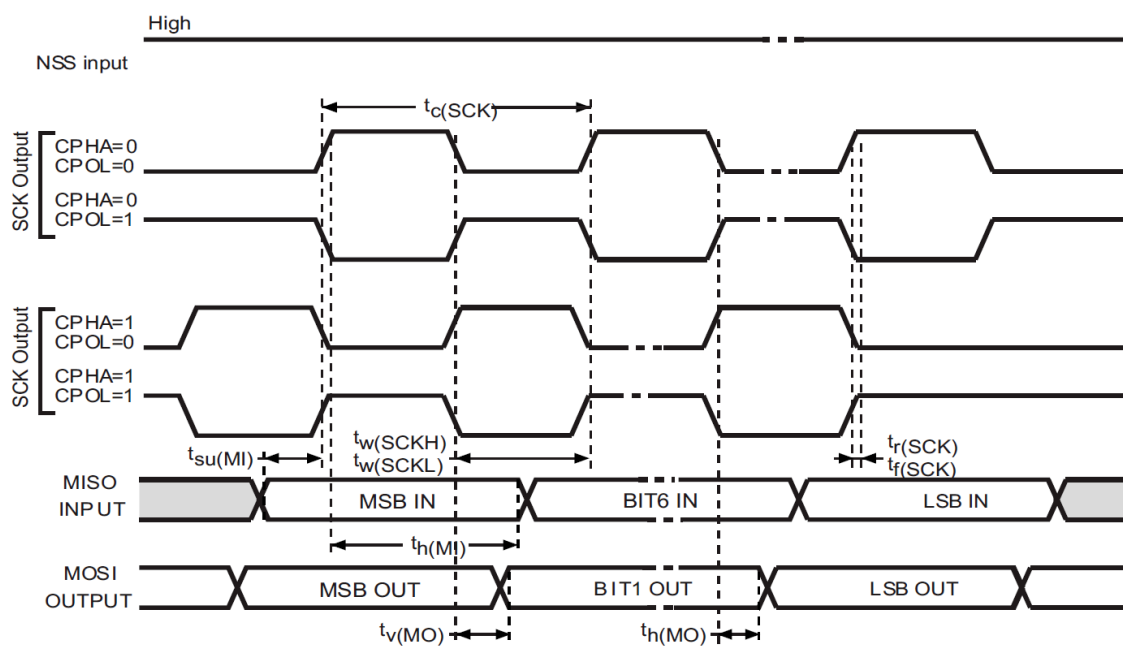 High
NSS input
tc(SCK)
SCK Output
CPHA=0
CPOL=0
CPHA=0
CPOL=1
SCK Output
CPHA=1
CPOL=0
CPHA=1
CPOL=1
tsu(MI)
tw(SCKH)
tw(SCKL)
tr(SCK)
tf(SCK)
MISO
INPUT
MSB IN
BIT6 IN
LSB IN
th(MI)
MOSI
OUTPUT
MSB OUT
BIT1 OUT
LSB OUT
tv(MO)
th(MO)